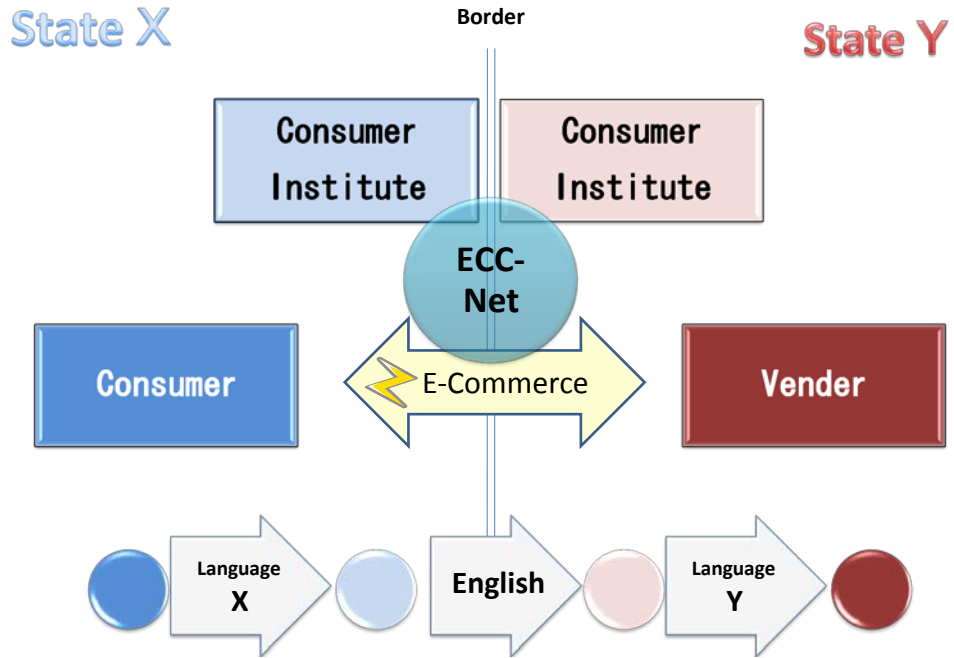 State X
Border
State Y
Consumer
Institute
Consumer
Institute
ECC-
Net
Consumer
E-Commerce
Vender
Language
X
English
Language
Y